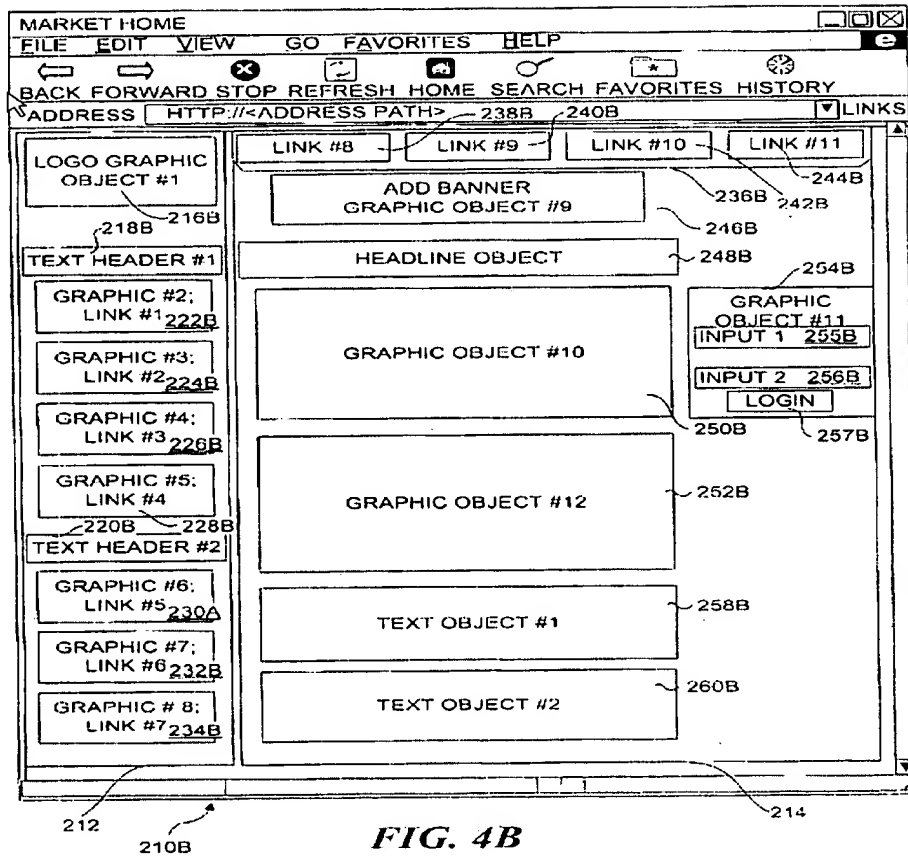 MARKET HOME
FILE EDIT VIEW GO FAVORITES HELP
e
BACK FORWARD STOP REFRESH HOME SEARCH FAVORITES HISTORY
ADDRESS HTTP://<ADDRESS PATH> LINKS
238B 240B
LINK #8 LINK #9 LINK #10 LINK #11
236B 242B 244B
LOGO GRAPHIC
OBJECT #1
216B
218B
TEXT HEADER #1
GRAPHIC #2;
LINK #1 222B
GRAPHIC #3;
LINK #2 224B
GRAPHIC #4;
LINK #3 226B
GRAPHIC #5;
LINK #4
228B
220B
TEXT HEADER #2
GRAPHIC #6;
LINK #5 230A
GRAPHIC #7;
LINK #6 232B
GRAPHIC # 8;
LINK #7 234B
ADD BANNER
GRAPHIC OBJECT #9
246B
HEADLINE OBJECT
248B
GRAPHIC OBJECT #10
250B
254B
GRAPHIC
OBJECT #11
INPUT 1 255B
INPUT 2 256B
LOGIN
257B
GRAPHIC OBJECT #12
252B
TEXT OBJECT #1
258B
TEXT OBJECT #2
260B
212
210B
214
FIG. 4B